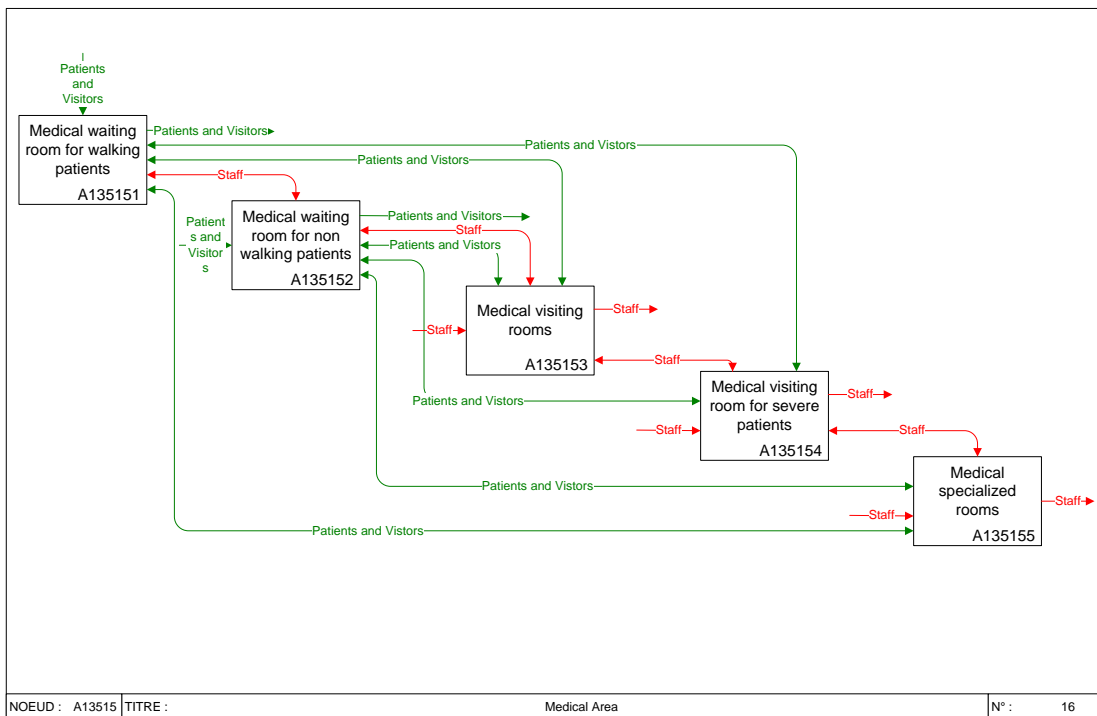 Patients
and
Visitors
Medical waiting
room for walking
patients
A135151
Patients and Visitors
Patients and Vistors
Patients and Vistors
Staff
Medical waiting
room for non
walking patients
A135152
Patient
s and
Visitor
s
Patients and Visitors
Staff
Patients and Vistors
Medical visiting
rooms
A135153
Staff
Staff
Staff
Patients and Vistors
Medical visiting
room for severe
patients
A135154
Staff
Staff
Staff
Patients and Vistors
Medical
specialized
rooms
A135155
Staff
Staff
Patients and Vistors
NOEUD : A13515 TITRE : Medical Area N° : 16